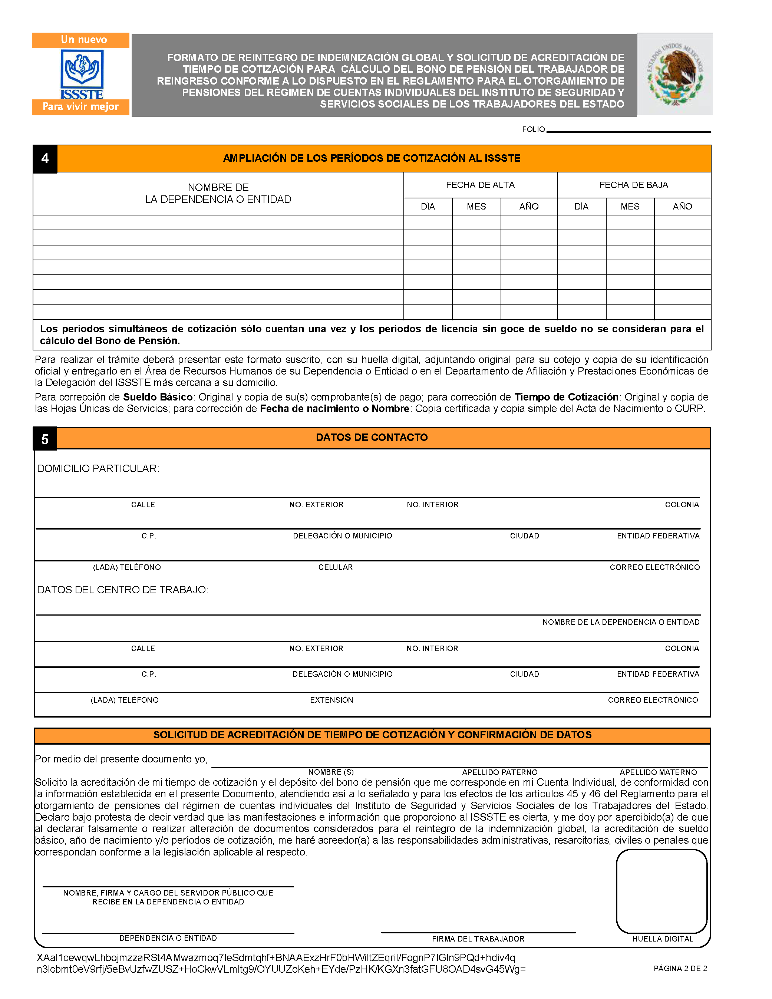 Un nuevo
ISSSTE
Para vivir mejor
FORMATO DE REINTEGRO DE INDEMNIZACIÓN GLOBAL Y SOLICITUD DE ACREDITACIÓN DE
TIEMPO DE COTIZACIÓN PARA CÁLCULO DEL BONO DE PENSIÓN DEL TRABAJADOR DE
REINGRESO CONFORME A LO DISPUESTO EN EL REGLAMENTO PARA EL OTORGAMIENTO DE
PENSIONES DEL RÉGIMEN DE CUENTAS INDIVIDUALES DEL INSTITUTO DE SEGURIDAD Y
SERVICIOS SOCIALES DE LOS TRABAJADORES DEL ESTADO
ESTADOS UNIDOS MEXICANOS
FOLIO
4
AMPLIACIÓN DE LOS PERÍODOS DE COTIZACIÓN AL ISSSTE
NOMBRE DE
LA DEPENDENCIA O ENTIDAD
FECHA DE ALTA FECHA DE BAJA
DÍA MES AÑO DÍA MES AÑO
Los períodos simultáneos de cotización sólo cuentan una vez y los períodos de licencia sin goce de sueldo no se consideran para el
cálculo del Bono de Pensión.
Para realizar el trámite deberá presentar este formato suscrito, con su huella digital, adjuntando original para su cotejo y copia de su identificación
oficial y entregarlo en el Área de Recursos Humanos de su Dependencia o Entidad o en el Departamento de Afiliación y Prestaciones Económicas de
la Delegación del ISSSTE más cercana a su domicilio.
Para corrección de Sueldo Básico: Original y copia de su(s) comprobante(s) de pago; para corrección de Tiempo de Cotización: Original y copia de
las Hojas Únicas de Servicios; para corrección de Fecha de nacimiento o Nombre: Copia certificada y copia simple del Acta de Nacimiento o CURP.
5
DATOS DE CONTACTO
DOMICILIO PARTICULAR:
CALLE NO. EXTERIOR NO. INTERIOR COLONIA
C.P. DELEGACIÓN O MUNICIPIO CIUDAD ENTIDAD FEDERATIVA
(LADA) TELÉFONO CELULAR CORREO ELECTRÓNICO
DATOS DEL CENTRO DE TRABAJO:
NOMBRE DE LA DEPENDENCIA O ENTIDAD
CALLE NO. EXTERIOR NO. INTERIOR COLONIA
C.P. DELEGACIÓN O MUNICIPIO CIUDAD ENTIDAD FEDERATIVA
(LADA) TELÉFONO EXTENSIÓN CORREO ELECTRÓNICO
SOLICITUD DE ACREDITACIÓN DE TIEMPO DE COTIZACIÓN Y CONFIRMACIÓN DE DATOS
Por medio del presente documento yo,
NOMBRE (S) APELLIDO PATERNO APELLIDO MATERNO
Solicito la acreditación de mi tiempo de cotización y el depósito del bono de pensión que me corresponde en mi Cuenta Individual, de conformidad con
la información establecida en el presente Documento, atendiendo así a lo señalado y para los efectos de los artículos 45 y 46 del Reglamento para el
otorgamiento de pensiones del régimen de cuentas individuales del Instituto de Seguridad y Servicios Sociales de los Trabajadores del Estado.
Declaro bajo protesta de decir verdad que las manifestaciones e información que proporciono al ISSSTE es cierta, y me doy por apercibido(a) de que
al declarar falsamente o realizar alteración de documentos considerados para el reintegro de la indemnización global, la acreditación de sueldo
básico, año de nacimiento y/o períodos de cotización, me haré acreedor(a) a las responsabilidades administrativas, resarcitorias, civiles o penales que
correspondan conforme a la legislación aplicable al respecto.
NOMBRE, FIRMA Y CARGO DEL SERVIDOR PÚBLICO QUE
RECIBE EN LA DEPENDENCIA O ENTIDAD
DEPENDENCIA O ENTIDAD FIRMA DEL TRABAJADOR HUELLA DIGITAL
XAal1cewqwLhbojmzzaRSt4AMwazmoq7IeSdmtqhf+BNAAExzHrF0bHWiltZEqriI/FognP7IGIn9PQd+hdiv4q
n3lcbmt0eV9rfj/5eBvUzfwZUSZ+HoCkwVLmItg9/OYUUZoKeh+EYde/PzHK/KGXn3fatGFU8OAD4svG45Wg=
PÁGINA 2 DE 2